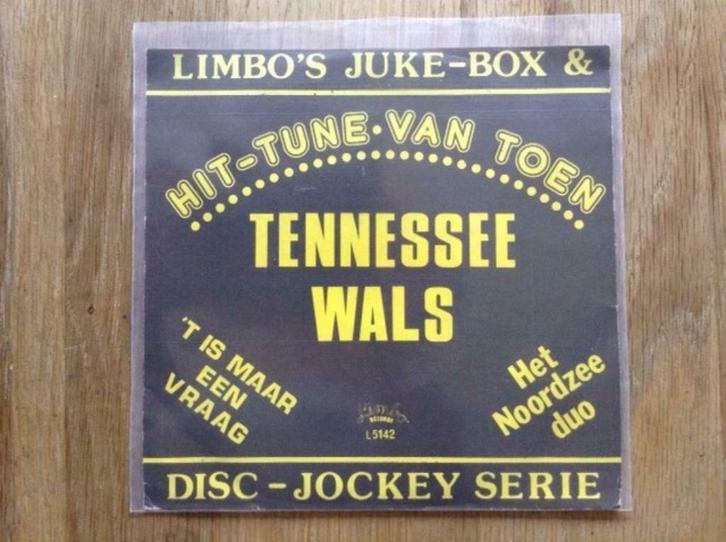 LIMBO'S JUKE-BOX &
HIT-TUNE·VAN TOEN
TENNESSEE
WALS
'T IS MAAR
EEN
VRAAG
Het
Noordzee
duo
RECORDS
L 5142
DISC – JOCKEY SERIE